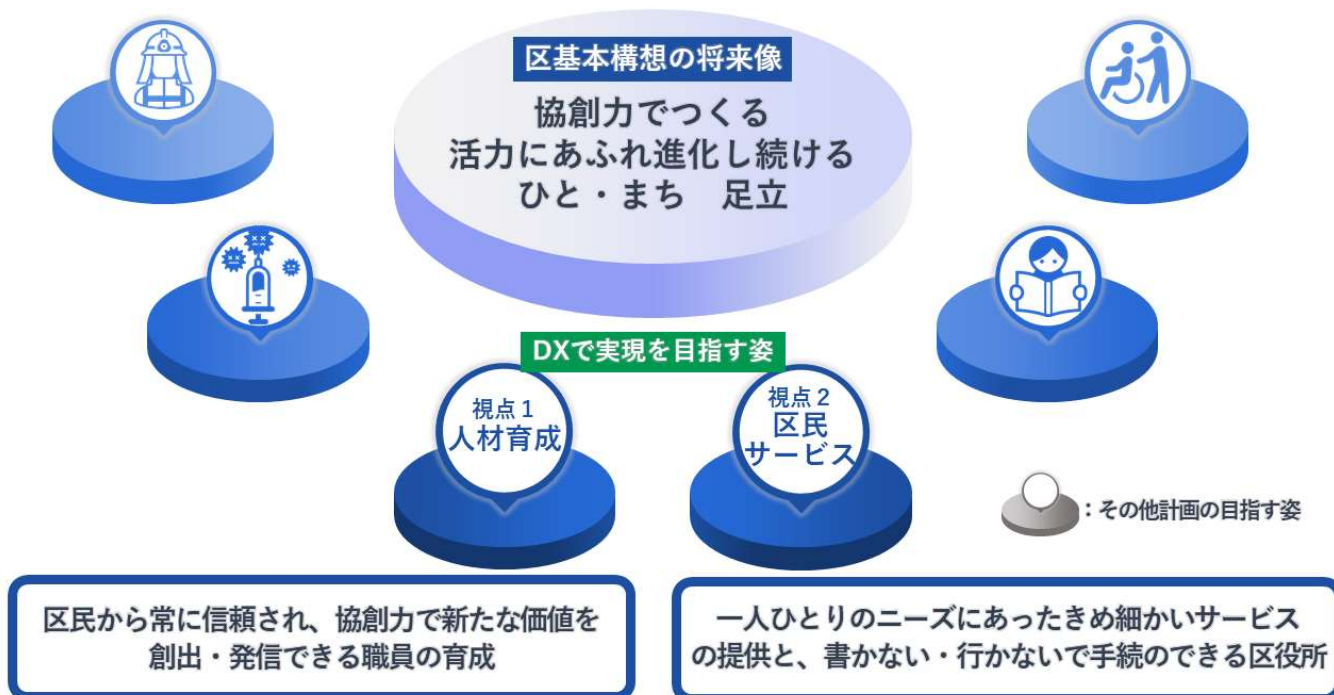 区基本構想の将来像
協創力でつくる
活力にあふれ進化し続ける
ひと・まち　足立
DXで実現を目指す姿
視点１
人材育成
視点２
区民
サービス
：その他計画の目指す姿
区民から常に信頼され、協創力で新たな価値を
創出・発信できる職員の育成
一人ひとりのニーズにあったきめ細かいサービス
の提供と、書かない・行かないで手続のできる区役所